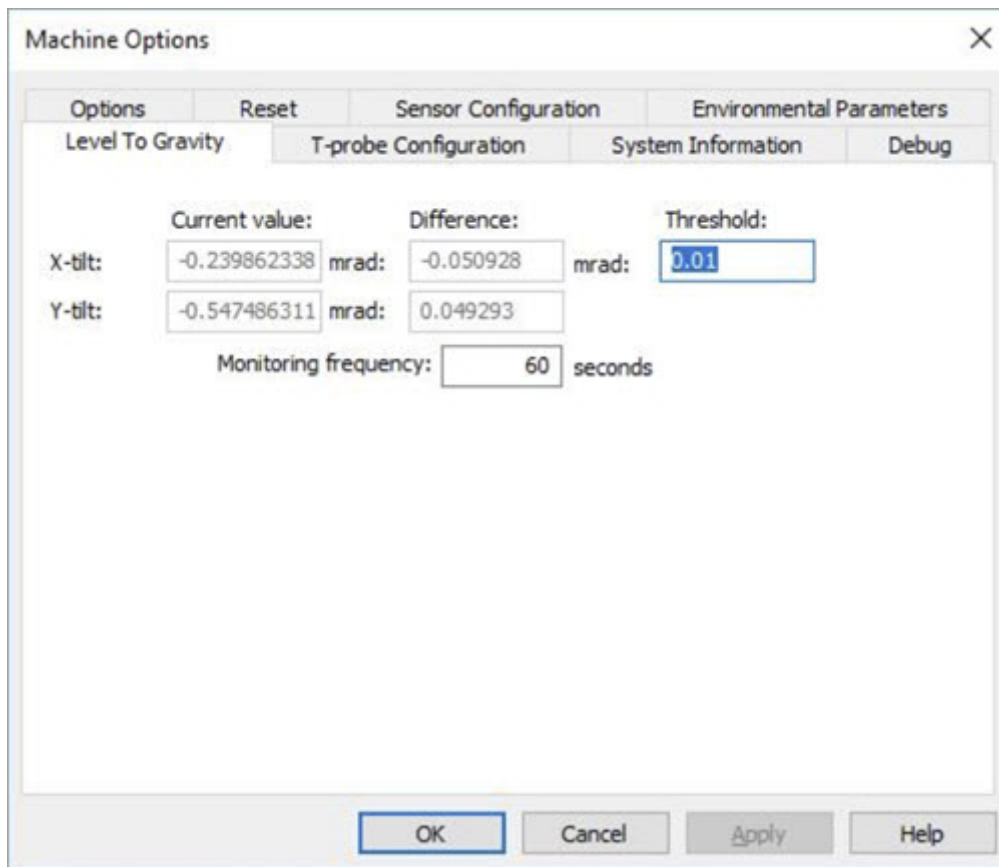 Machine Options
Options Reset Sensor Configuration Environmental Parameters
Level To Gravity T-probe Configuration System Information Debug
Current value: Difference: Threshold:
X-tilt: -0.239862338 mrad: -0.050928 mrad: 0.01
Y-tilt: -0.547486311 mrad: 0.049293
Monitoring frequency: 60 seconds
OK Cancel Apply Help